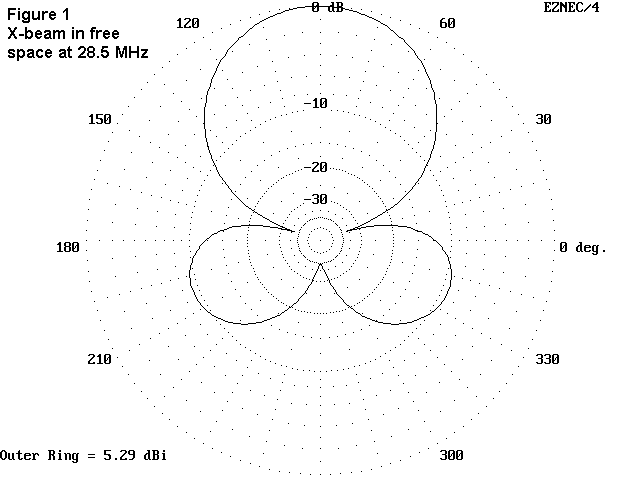 Figure 1
X-beam in free
space at 28.5 MHz
0 dB
EZNEC/4
120
60
-10
150
30
-20
-30
180
0 deg.
210
330
Outer Ring = 5.29 dBi
300